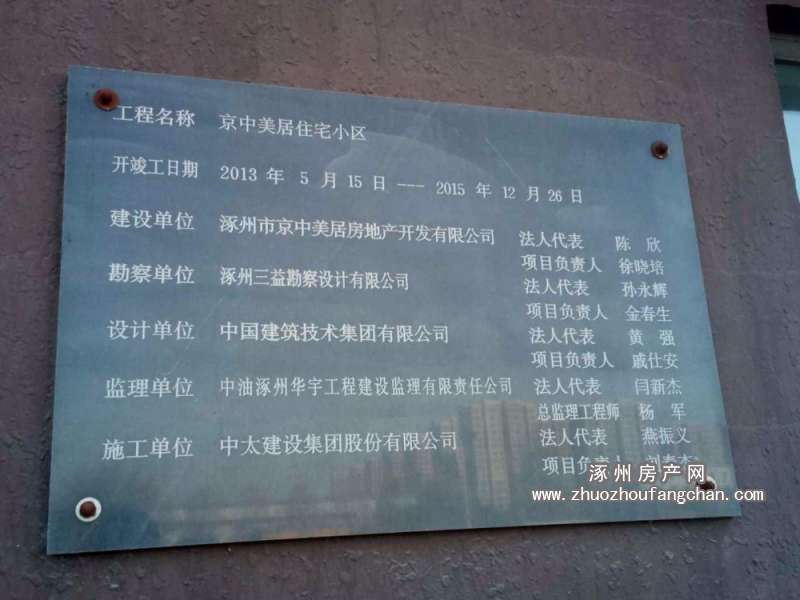 工程名称 京中美居住宅小区
开竣工日期 2013 年 5 月 15 日 --- 2015 年 12 月 26 日
建设单位 涿州市京中美居房地产开发有限公司 法人代表 陈 欣
项目负责人 徐晓培
勘察单位 涿州三益勘察设计有限公司 法人代表 孙永辉
项目负责人 金春生
设计单位 中国建筑技术集团有限公司 法人代表 黄 强
项目负责人 戚仕安
监理单位 中油涿州华宇工程建设监理有限责任公司 法人代表 闫新杰
总监理工程师 杨 军
施工单位 中太建设集团股份有限公司 法人代表 燕振义
项目负责人
涿州房产网
www.zhuozhoufangchan.com